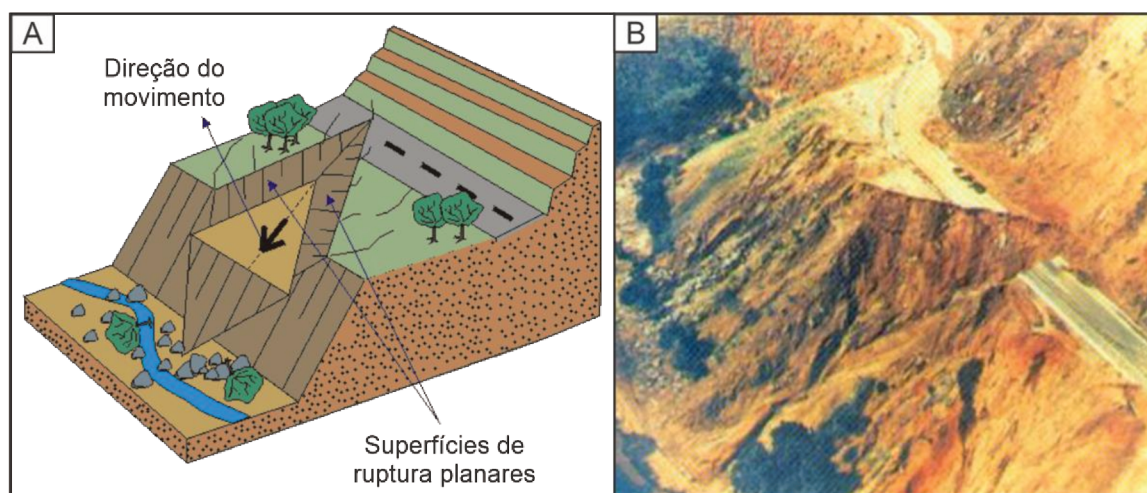 A
Direção do
movimento
Superfícies de
ruptura planares
B